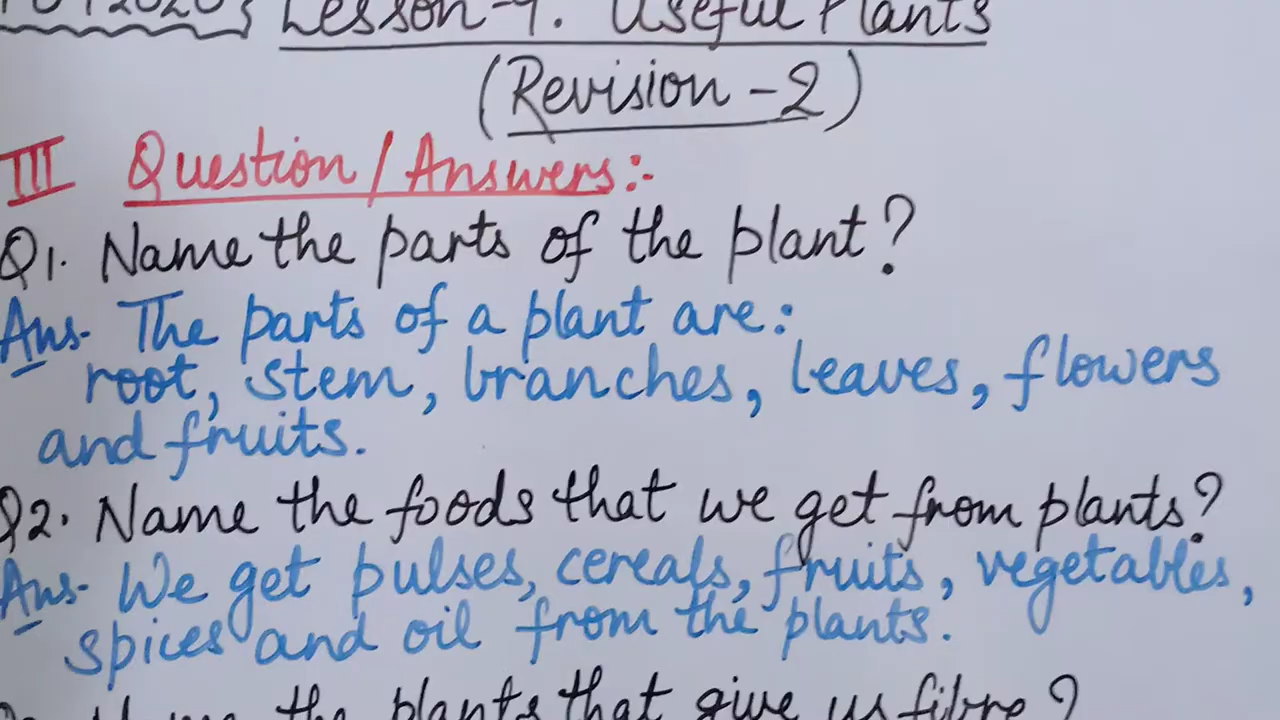 Lesson-9. Useful Plants
(Revision-2)
III Question/Answers:-
Q1. Name the parts of the plant?
Ans. The parts of a plant are:
root, stem, branches, leaves, flowers
and fruits.
Q2. Name the foods that we get from plants?
Ans. We get pulses, cereals, fruits, vegetables,
spices and oil from the plants.
the plants that give us fibre?